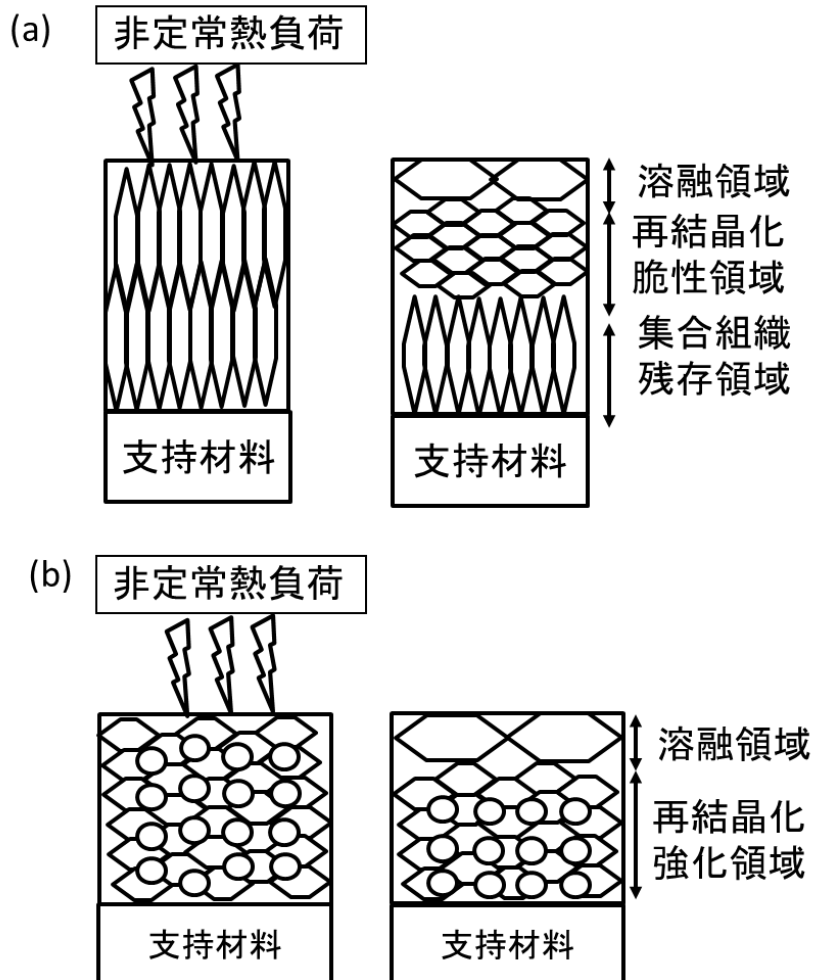 (a)
非定常熱負荷
溶融領域
再結晶化
脆性領域
集合組織
残存領域
支持材料
支持材料
(b)
非定常熱負荷
溶融領域
再結晶化
強化領域
支持材料
支持材料